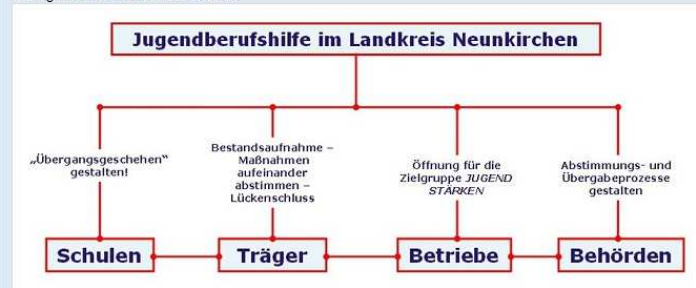 Jugendberufshilfe im Landkreis Neunkirchen
„Übergangsgeschehen“
gestalten!
Bestandsaufnahme –
Maßnahmen
aufeinander
abstimmen –
Lückenschluss
Öffnung für die
Zielgruppe JUGEND
STÄRKEN
Abstimmungs- und
Übergabeprozesse
gestalten
Schulen
Träger
Betriebe
Behörden